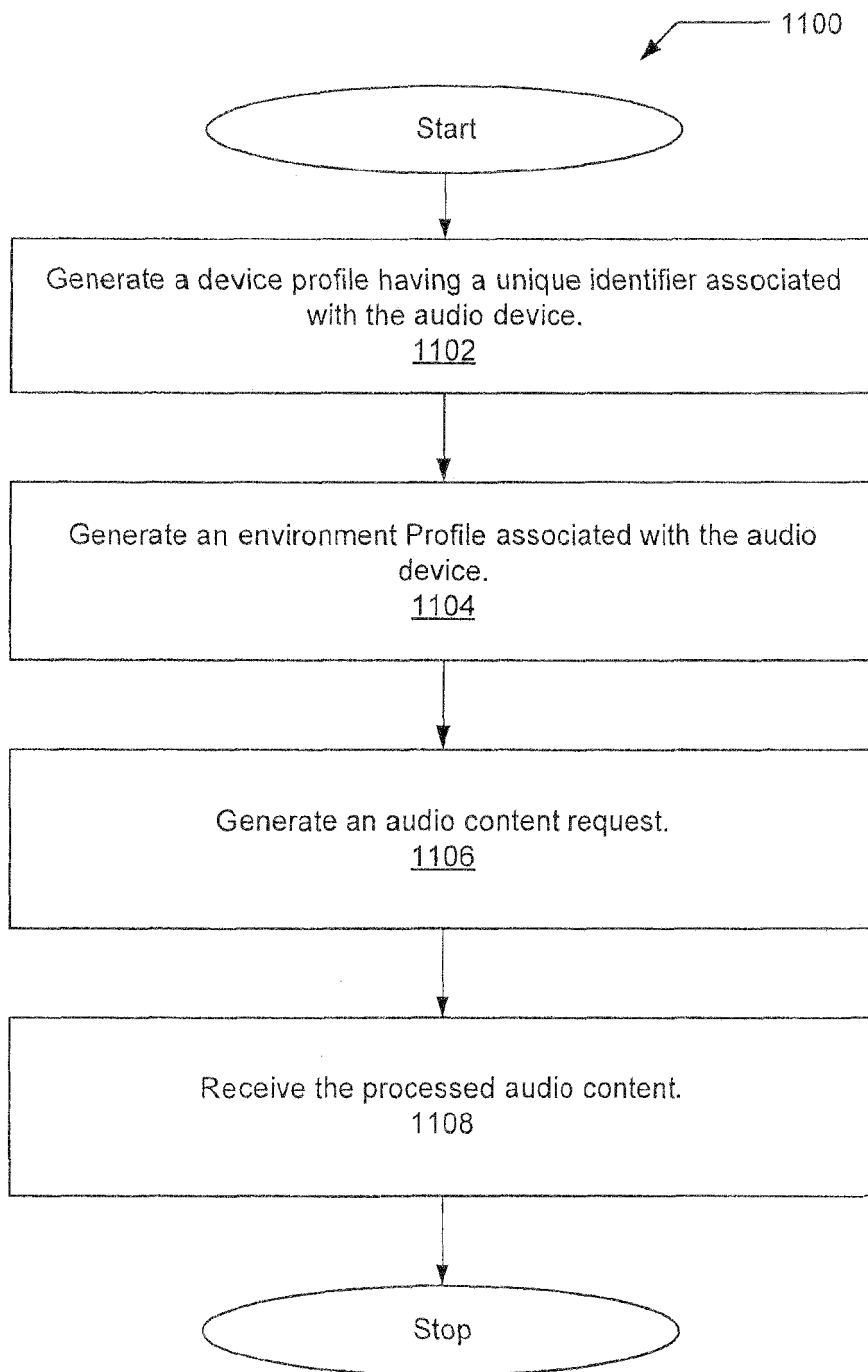 1100
Start
Generate a device profile having a unique identifier associated
with the audio device.
1102
Generate an environment Profile associated with the audio
device.
1104
Generate an audio content request.
1106
Receive the processed audio content.
1108
Stop